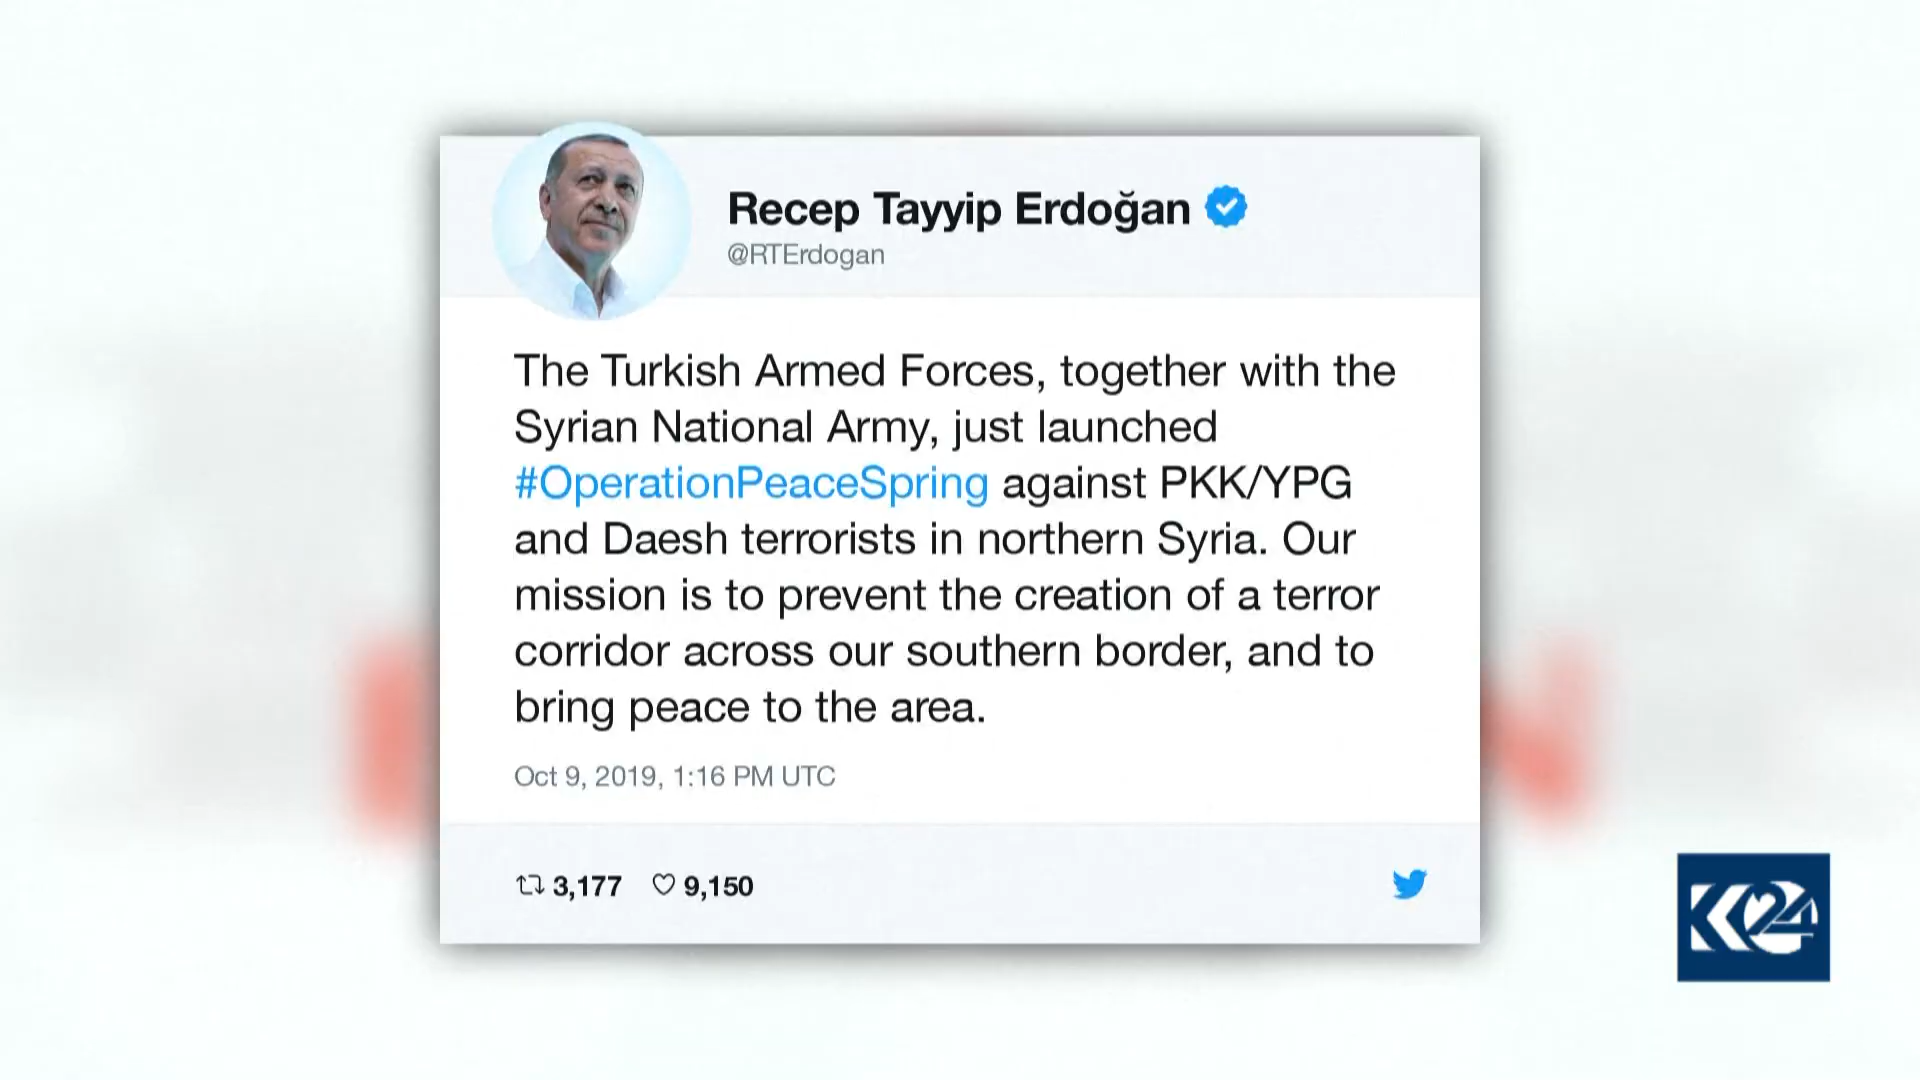 Recep Tayyip Erdoğan
@RTErdogan
The Turkish Armed Forces, together with the
Syrian National Army, just launched
#OperationPeaceSpring against PKK/YPG
and Daesh terrorists in northern Syria. Our
mission is to prevent the creation of a terror
corridor across our southern border, and to
bring peace to the area.
Oct 9, 2019, 1:16 PM UTC
3,177 9,150
K24